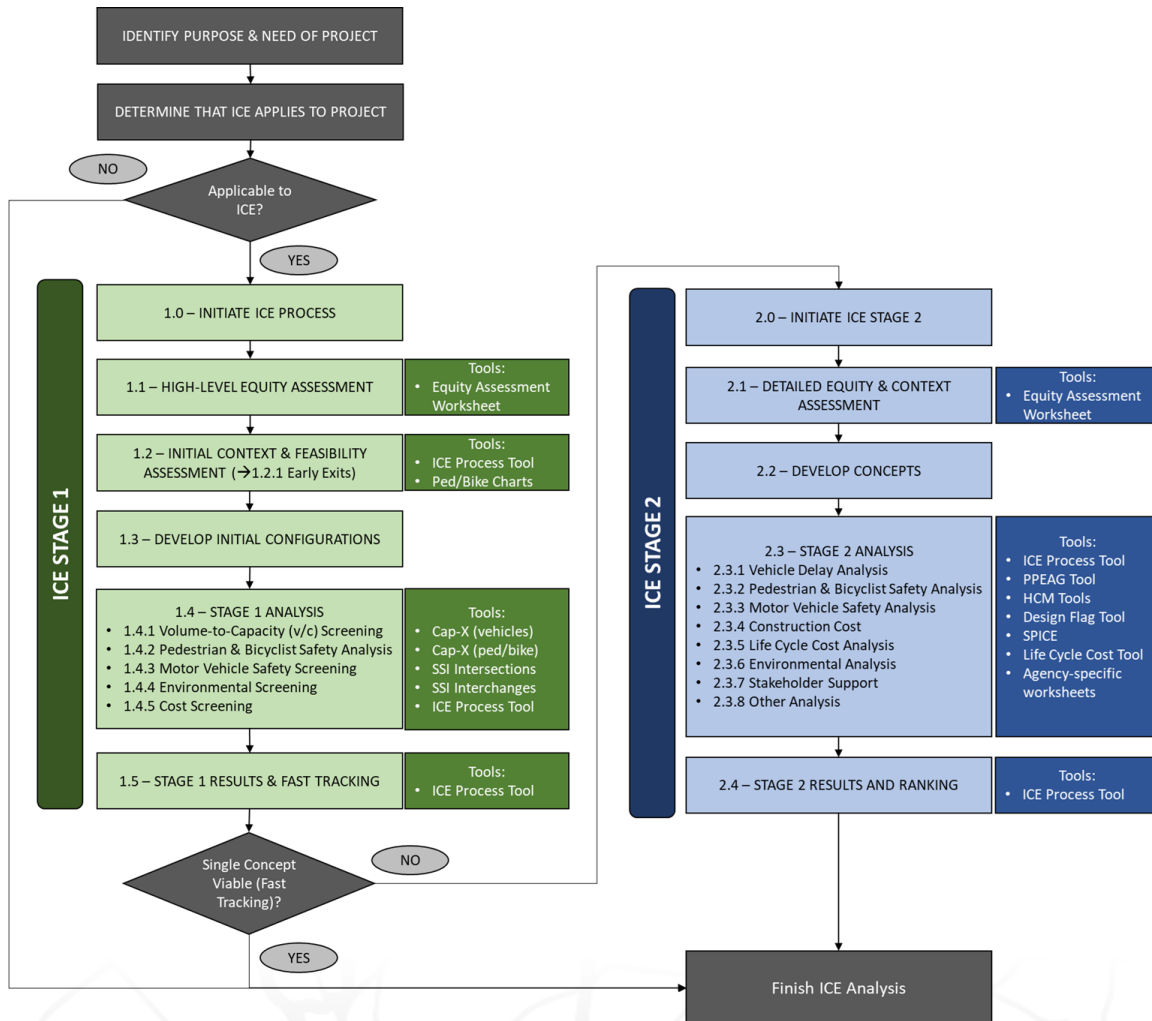 IDENTIFY PURPOSE & NEED OF PROJECT
DETERMINE THAT ICE APPLIES TO PROJECT
NO
Applicable to
ICE?
YES
ICE STAGE 1
1.0 – INITIATE ICE PROCESS
1.1 – HIGH-LEVEL EQUITY ASSESSMENT
Tools:
• Equity Assessment
Worksheet
1.2 – INITIAL CONTEXT & FEASIBILITY
ASSESSMENT (→1.2.1 Early Exits)
Tools:
• ICE Process Tool
• Ped/Bike Charts
1.3 – DEVELOP INITIAL CONFIGURATIONS
1.4 – STAGE 1 ANALYSIS
• 1.4.1 Volume-to-Capacity (v/c) Screening
• 1.4.2 Pedestrian & Bicyclist Safety Analysis
• 1.4.3 Motor Vehicle Safety Screening
• 1.4.4 Environmental Screening
• 1.4.5 Cost Screening
Tools:
• Cap-X (vehicles)
• Cap-X (ped/bike)
• SSI Intersections
• SSI Interchanges
• ICE Process Tool
1.5 – STAGE 1 RESULTS & FAST TRACKING
Tools:
• ICE Process Tool
Single Concept
Viable (Fast
Tracking)?
NO
YES
ICE STAGE 2
2.0 – INITIATE ICE STAGE 2
2.1 – DETAILED EQUITY & CONTEXT
ASSESSMENT
Tools:
• Equity Assessment
Worksheet
2.2 – DEVELOP CONCEPTS
2.3 – STAGE 2 ANALYSIS
• 2.3.1 Vehicle Delay Analysis
• 2.3.2 Pedestrian & Bicyclist Safety Analysis
• 2.3.3 Motor Vehicle Safety Analysis
• 2.3.4 Construction Cost
• 2.3.5 Life Cycle Cost Analysis
• 2.3.6 Environmental Analysis
• 2.3.7 Stakeholder Support
• 2.3.8 Other Analysis
Tools:
• ICE Process Tool
• PPEAG Tool
• HCM Tools
• Design Flag Tool
• SPICE
• Life Cycle Cost Tool
• Agency-specific
worksheets
2.4 – STAGE 2 RESULTS AND RANKING
Tools:
• ICE Process Tool
Finish ICE Analysis